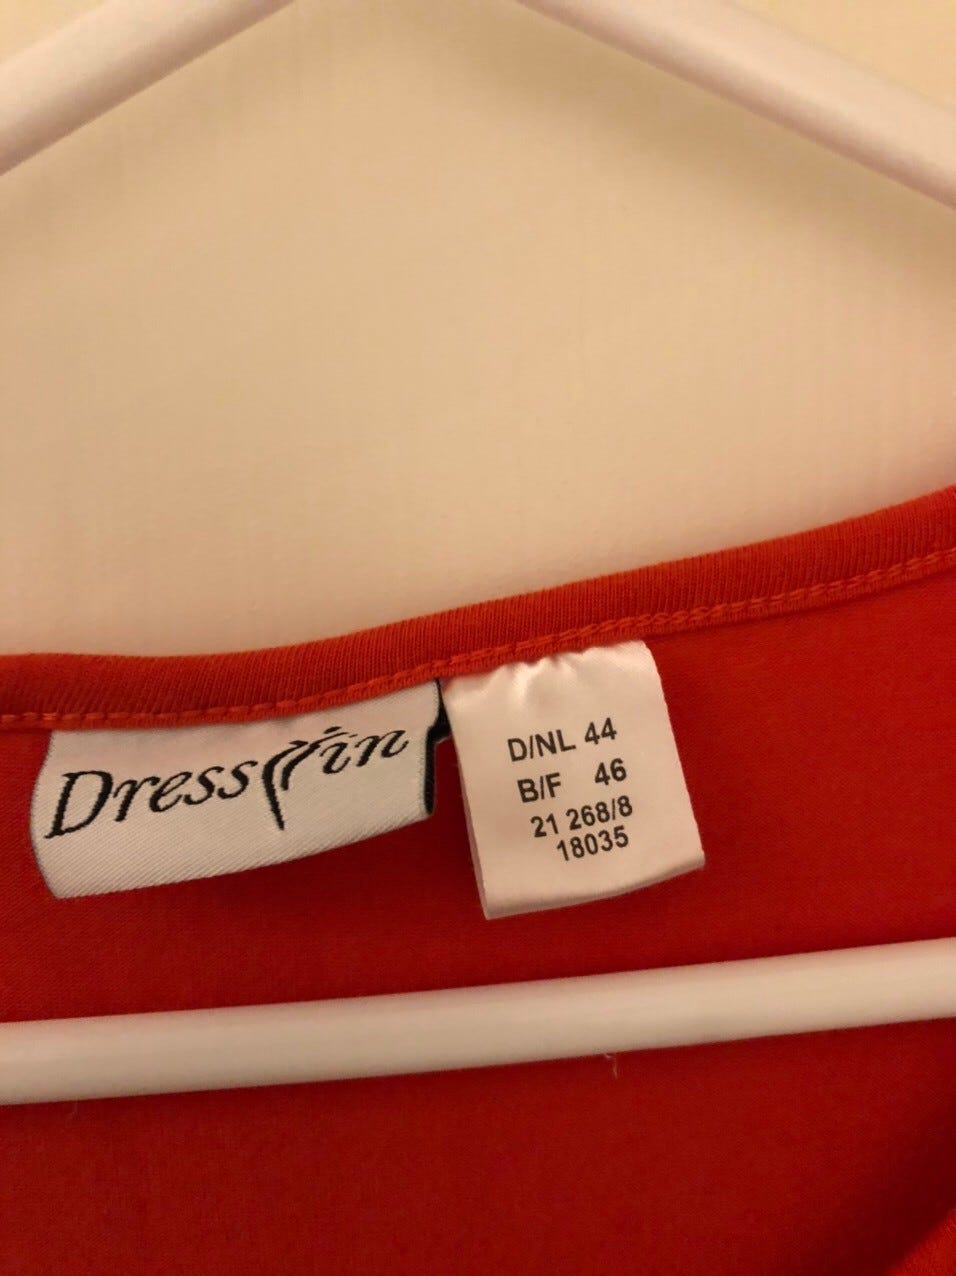 Dress in
D/NL 44
B/F 46
21 268/8
18035